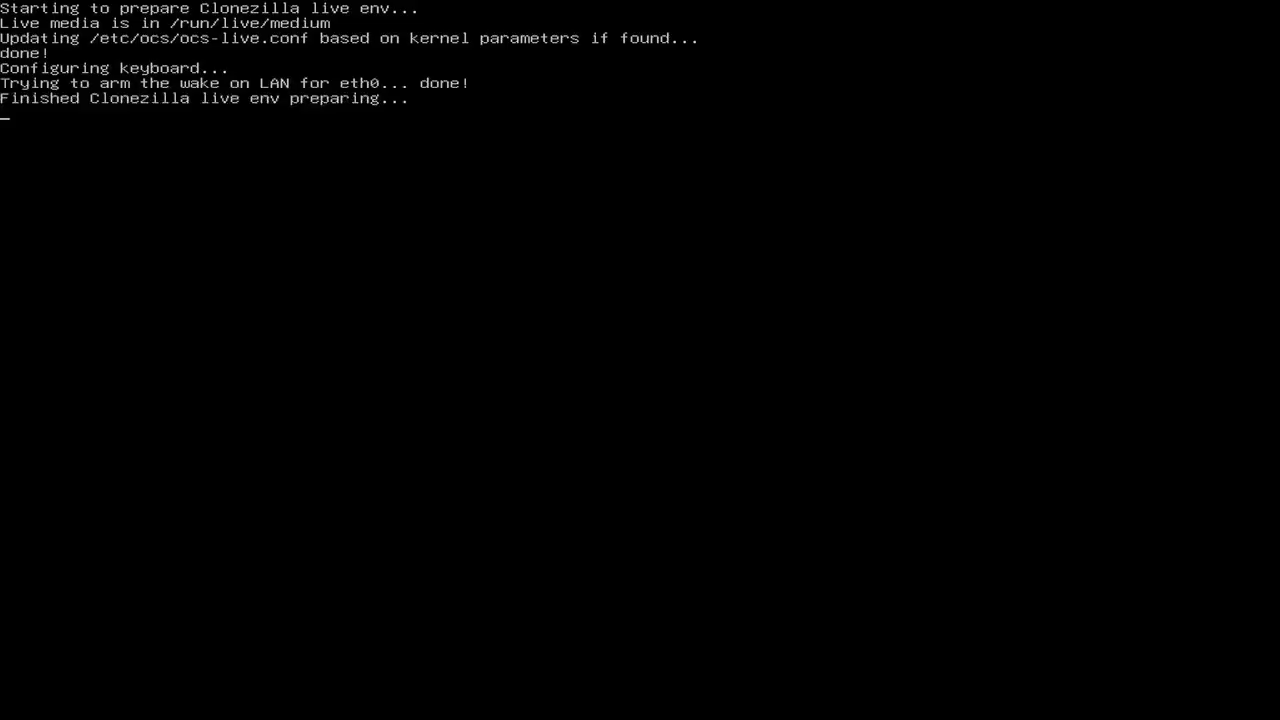 Starting to prepare Clonezilla live env...
Live media is in /run/live/medium
Updating /etc/ocs/ocs-live.conf based on kernel parameters if found...
done!
Configuring keyboard...
Trying to arm the wake on LAN for eth0... done!
Finished Clonezilla live env preparing...
_